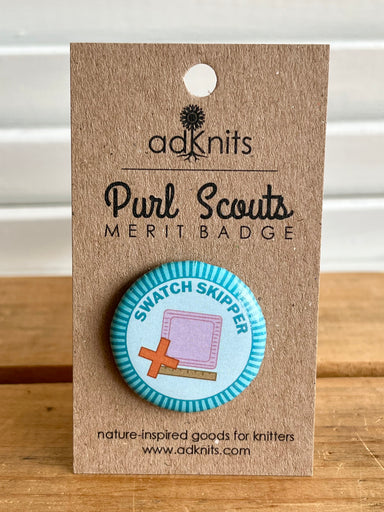 adKnits
Purl Scouts
MERIT BADGE
SWATCH SKIPPER
nature-inspired goods for knitters
www.adknits.com